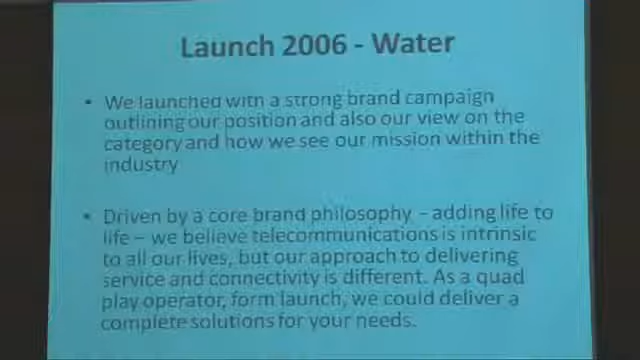 Launch 2006 - Water
• We launched with a strong brand campaign
outlining our position and also our view on the
category and how we see our mission within the
industry
• Driven by a core brand philosophy - adding life to
life – we believe telecommunications is intrinsic
to all our lives, but our approach to delivering
service and connectivity is different. As a quad
play operator, form launch, we could deliver a
complete solutions for your needs.